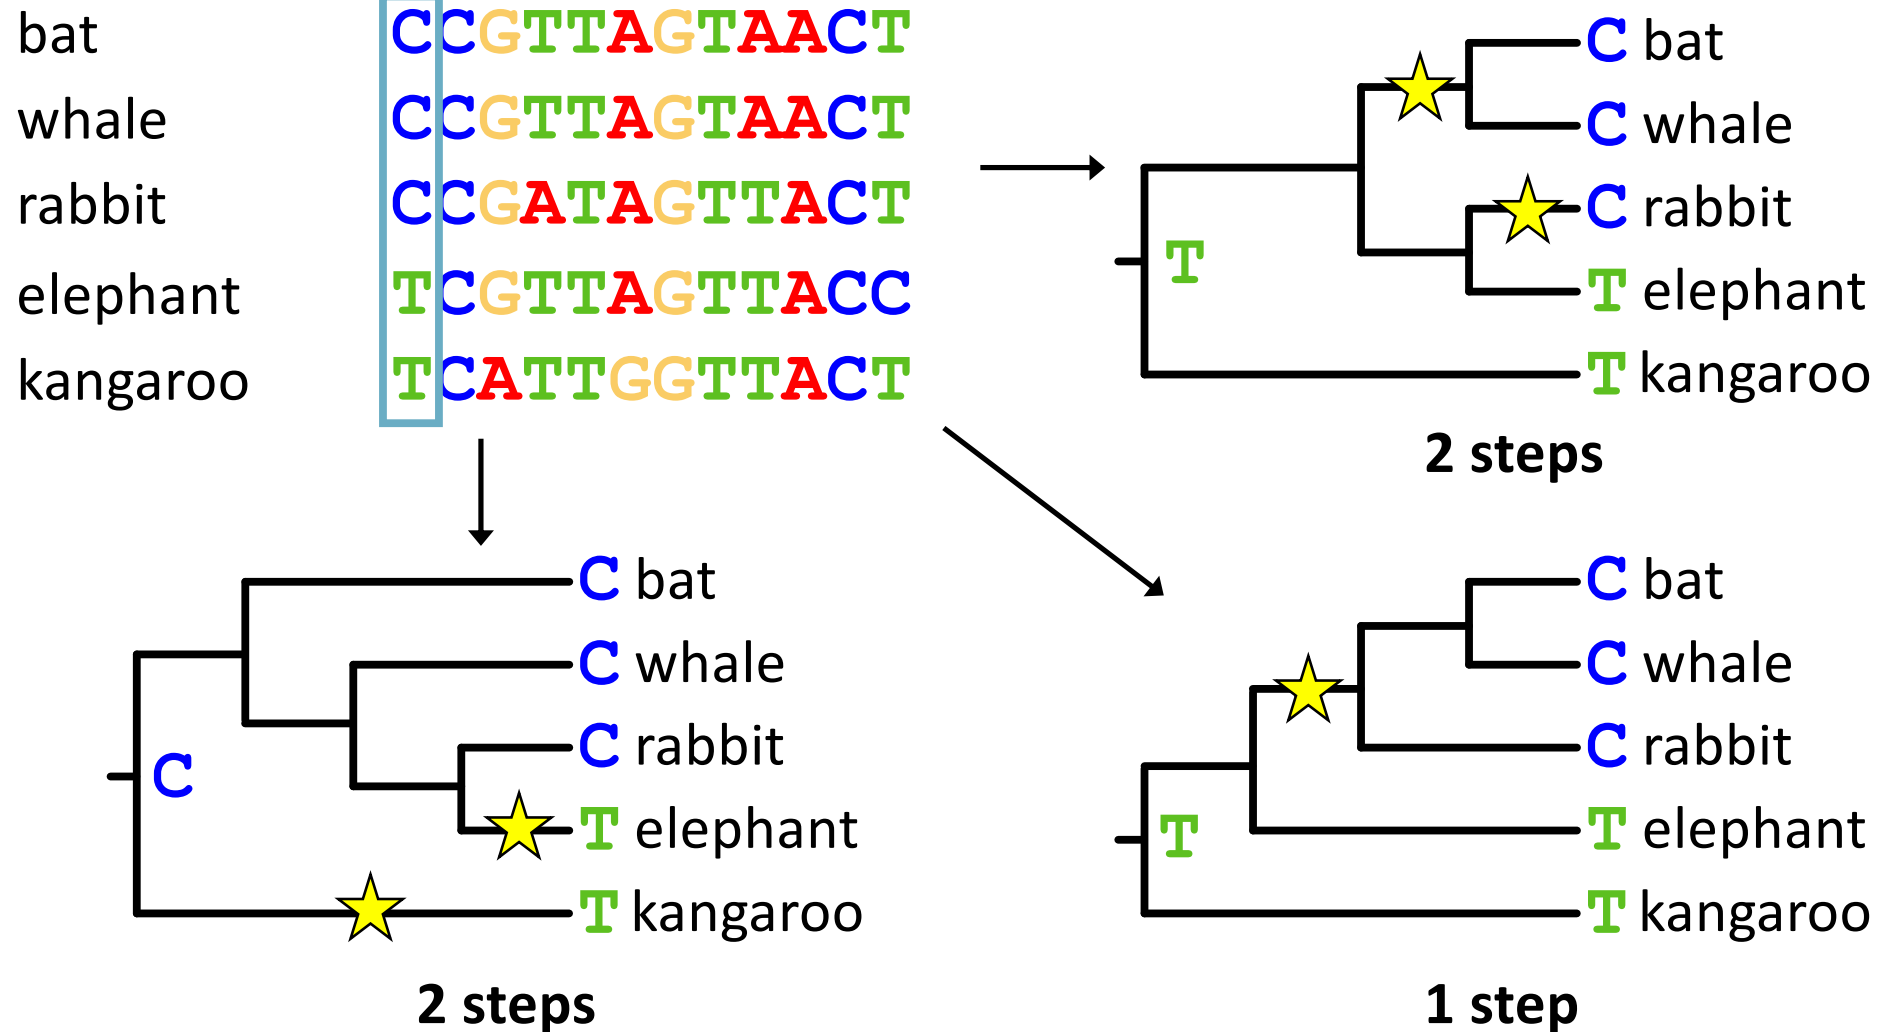 bat CCGTTAGTAACT
whale CCGTTAGTAACT
rabbit CCGATAGTTACT
elephant TCGTTAGTTACC
kangaroo TCATTGGTTACT
C bat
C whale
C rabbit
T
T elephant
T kangaroo
2 steps
C bat
C whale
C rabbit
C
T elephant
T kangaroo
2 steps
C bat
C whale
C rabbit
T
T elephant
T kangaroo
1 step